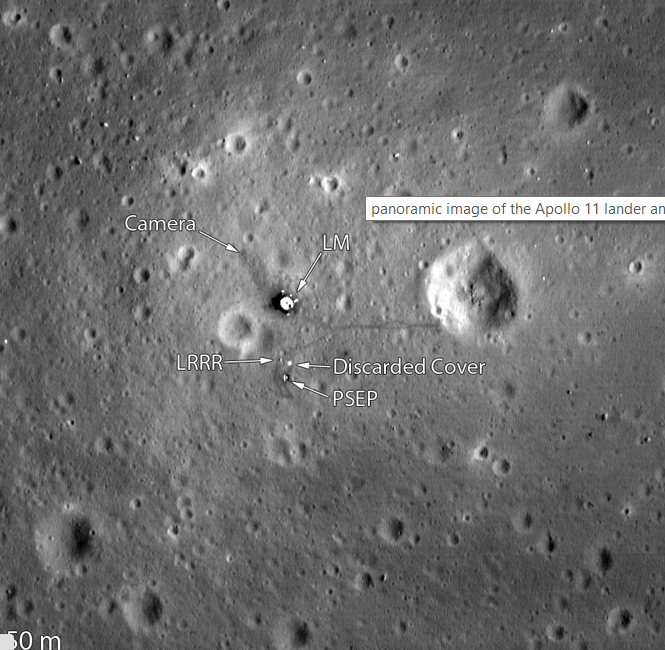 panoramic image of the Apollo 11 lander an
Camera
LM
LRRR
Discarded Cover
PSEP
50 m